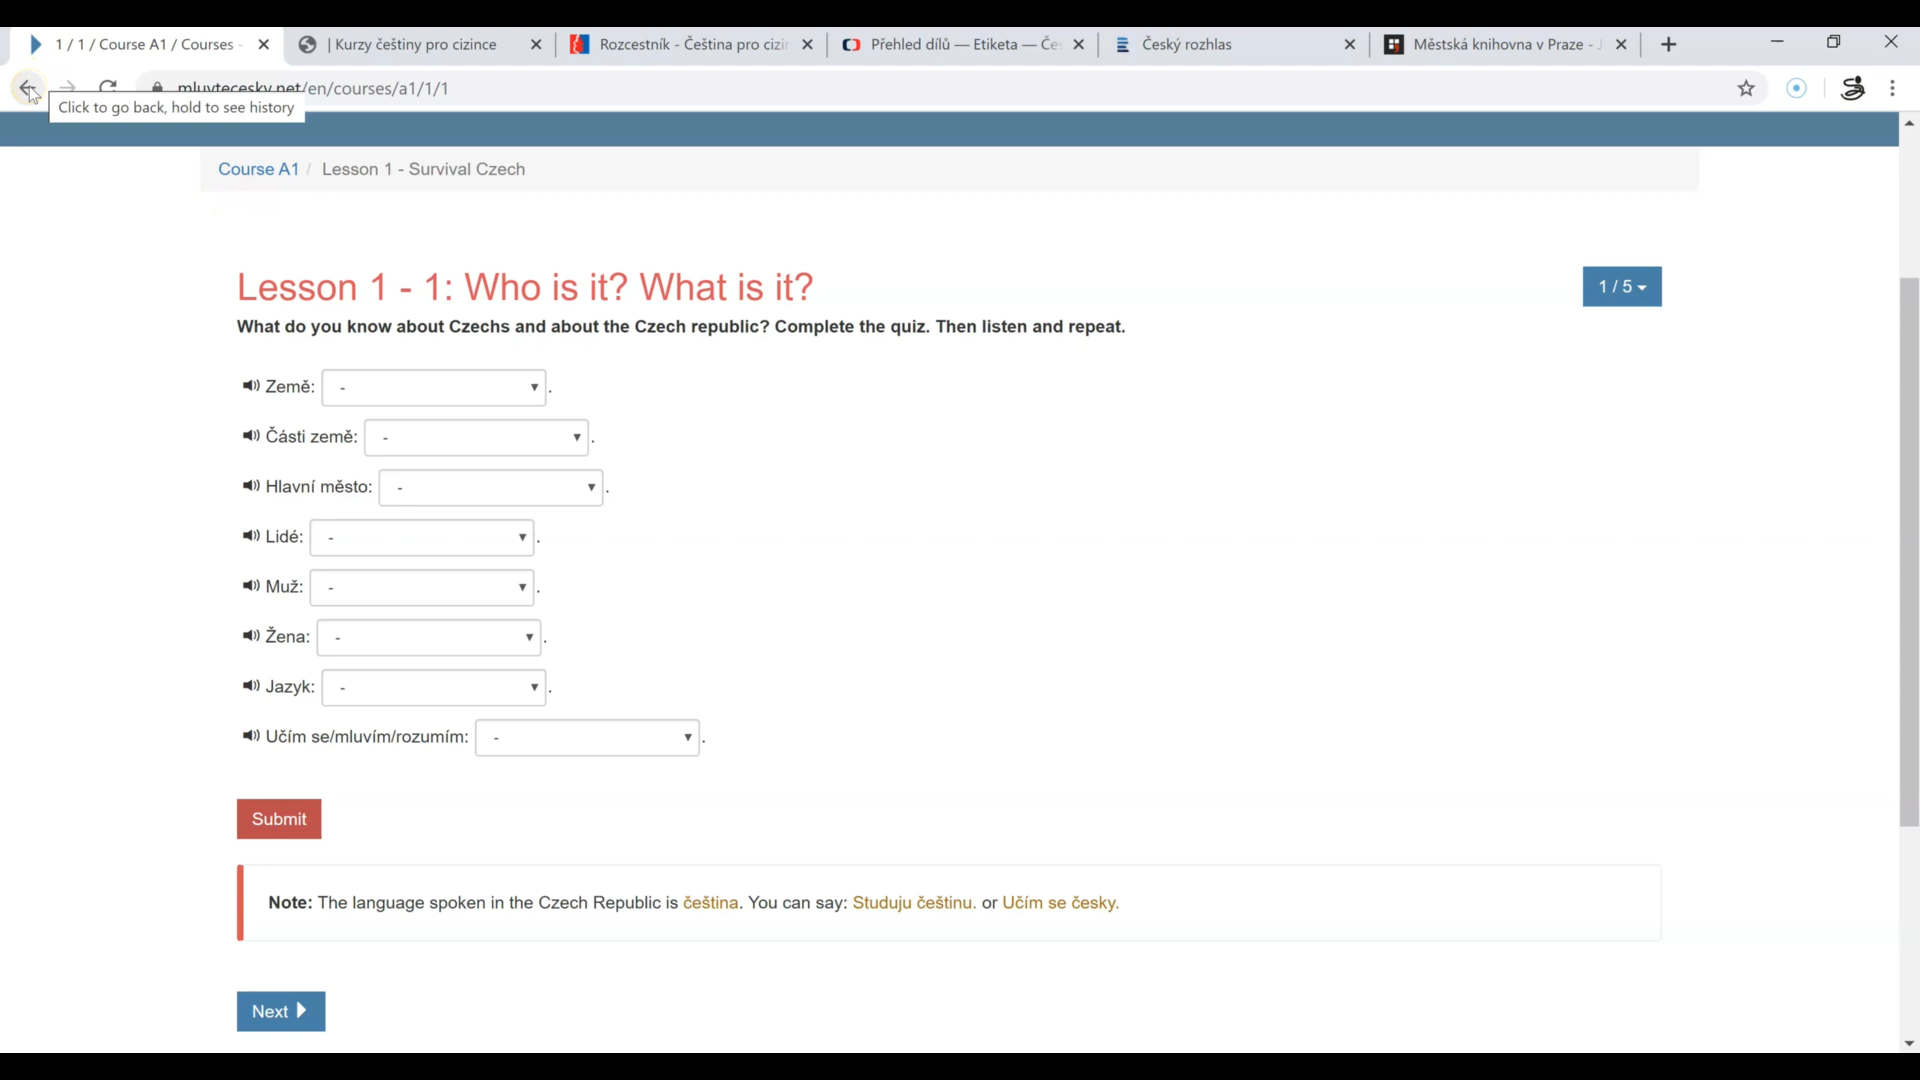 1 / 1 / Course A1 / Courses -
| Kurzy češtiny pro cizince
Rozcestník - Čeština pro cizin
Přehled dílů — Etiketa — Če
Český rozhlas
Městská knihovna v Praze - J
mluvtecesky.net/en/courses/a1/1/1
Click to go back, hold to see history
Course A1 / Lesson 1 - Survival Czech
Lesson 1 - 1: Who is it? What is it?
1 / 5
What do you know about Czechs and about the Czech republic? Complete the quiz. Then listen and repeat.
Země: - .
Části země: - .
Hlavní město: - .
Lidé: - .
Muž: - .
Žena: - .
Jazyk: - .
Učím se/mluvím/rozumím: - .
Submit
Note: The language spoken in the Czech Republic is čeština. You can say: Studuju češtinu. or Učím se česky.
Next